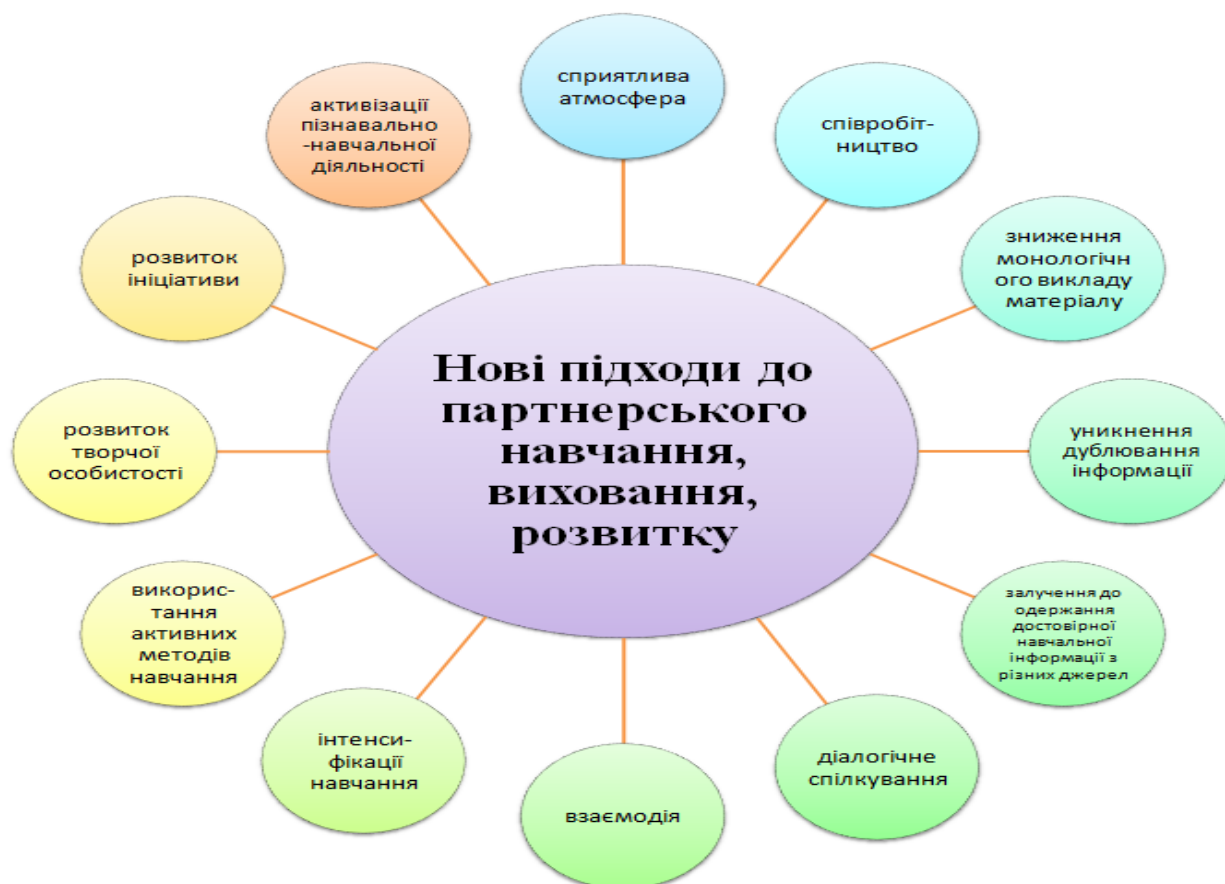 сприятлива
атмосфера
співробіт-
ництво
зниження
монологічн
ого викладу
матеріалу
уникнення
дублювання
інформації
залучення до
одержання
достовірної
навчальної
інформації з
різних джерел
діалогічне
спілкування
взаємодія
інтенси-
фікації
навчання
викорис-
тання
активних
методів
навчання
розвиток
творчої
особистості
розвиток
ініціативи
активізації
пізнавально
-навчальної
діяльності
Нові підходи до
партнерського
навчання,
виховання,
розвитку